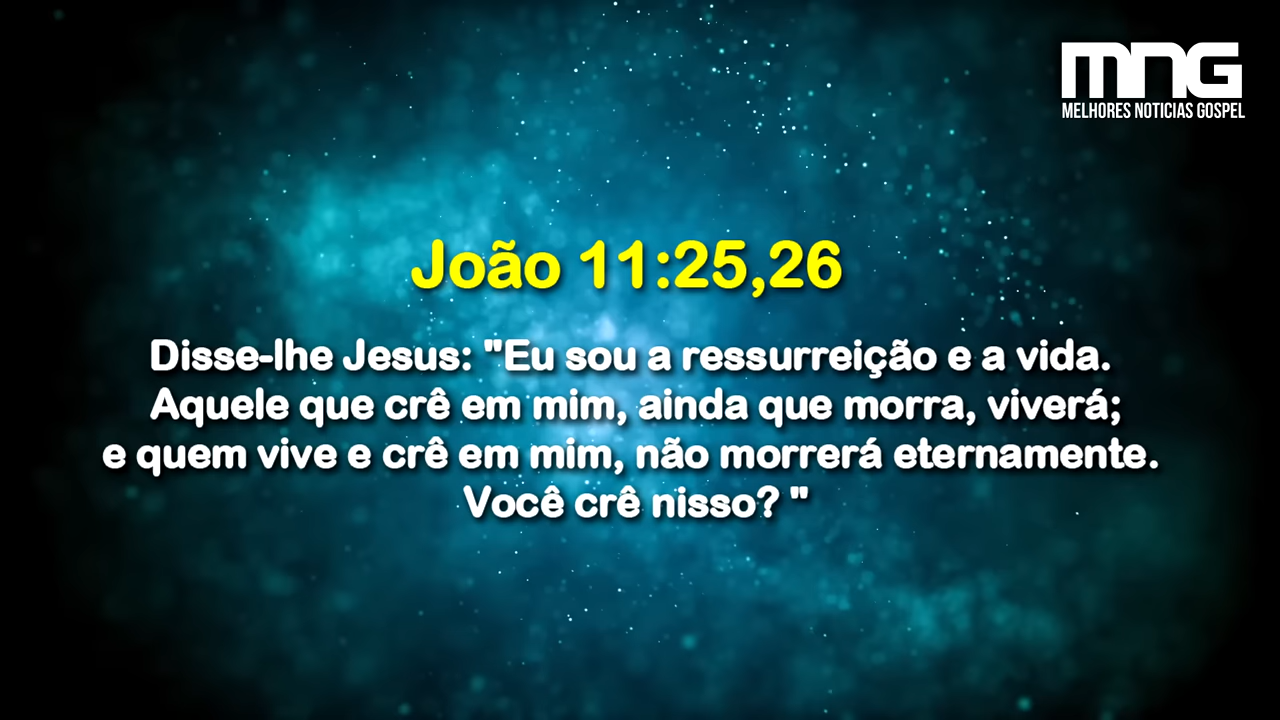 MNG
MELHORES NOTICIAS GOSPEL
João 11:25,26
Disse-lhe Jesus: "Eu sou a ressurreição e a vida.
Aquele que crê em mim, ainda que morra, viverá;
e quem vive e crê em mim, não morrerá eternamente.
Você crê nisso? "